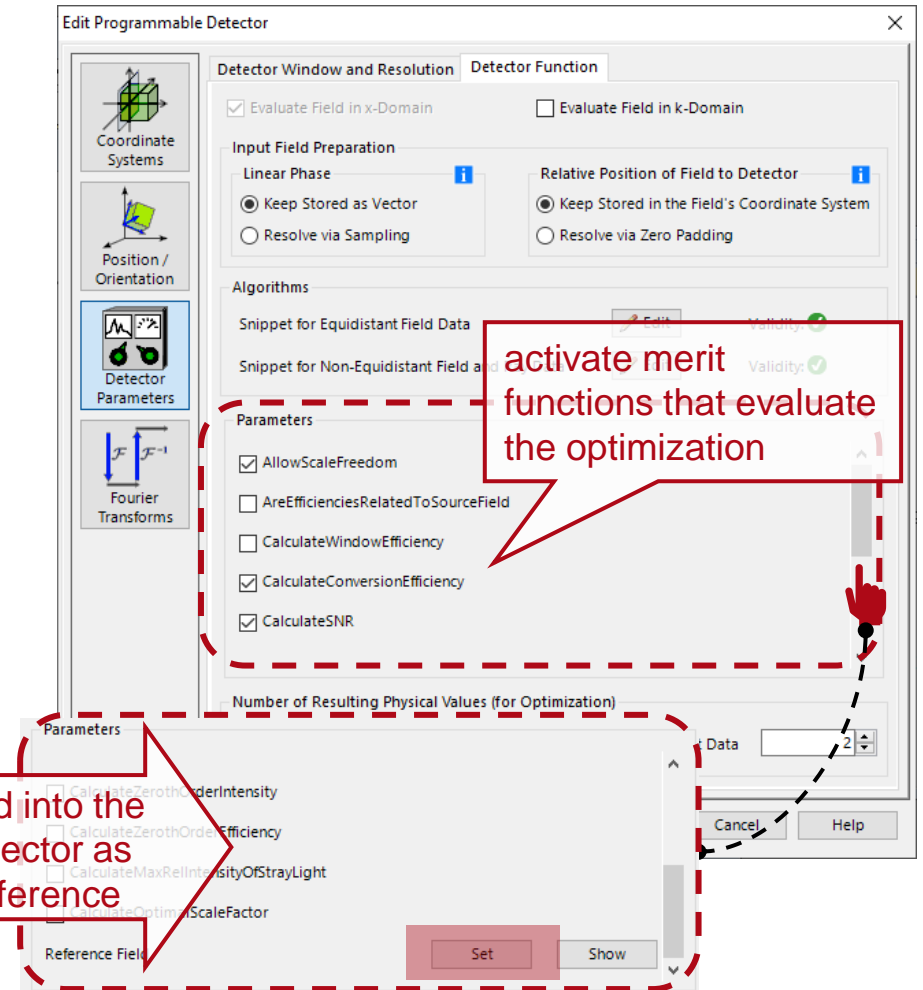 Edit Programmable Detector
Detector Window and Resolution Detector Function
Evaluate Field in x-Domain Evaluate Field in k-Domain
Coordinate
Systems
Input Field Preparation
Linear Phase i Relative Position of Field to Detector i
Keep Stored as Vector Keep Stored in the Field's Coordinate System
Resolve via Sampling Resolve via Zero Padding
Position /
Orientation
Algorithms
Snippet for Equidistant Field Data Edit Validity:
Snippet for Non-Equidistant Field and Validity:
Detector
Parameters
activate merit
functions that evaluate
the optimization
Parameters
AllowScaleFreedom
AreEfficienciesRelatedToSourceField
CalculateWindowEfficiency
CalculateConversionEfficiency
CalculateSNR
F F-1
Fourier
Transforms
Number of Resulting Physical Values (for Optimization)
Data 2
Cancel Help
Parameters
CalculateZerothOrderIntensity
CalculateZerothOrderEfficiency
CalculateMaxRelIntensityOfStrayLight
CalculateOptimalScaleFactor
Reference Field Set Show
into the
as